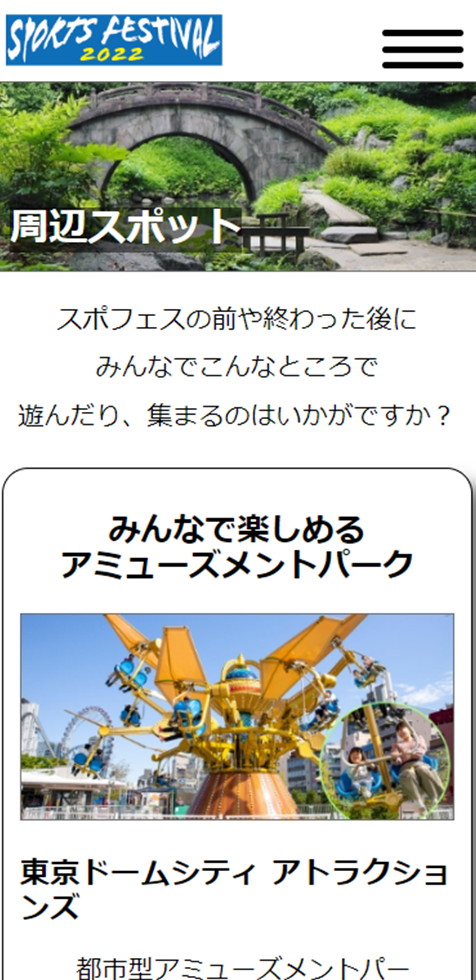 SPORTS FESTIVAL
2022
周辺スポット
スポフェスの前や終わった後に
みんなでこんなところで
遊んだり、集まるのはいかがですか？
みんなで楽しめる
アミューズメントパーク
東京ドームシティ アトラクショ
ンズ
都市型アミューズメントパー